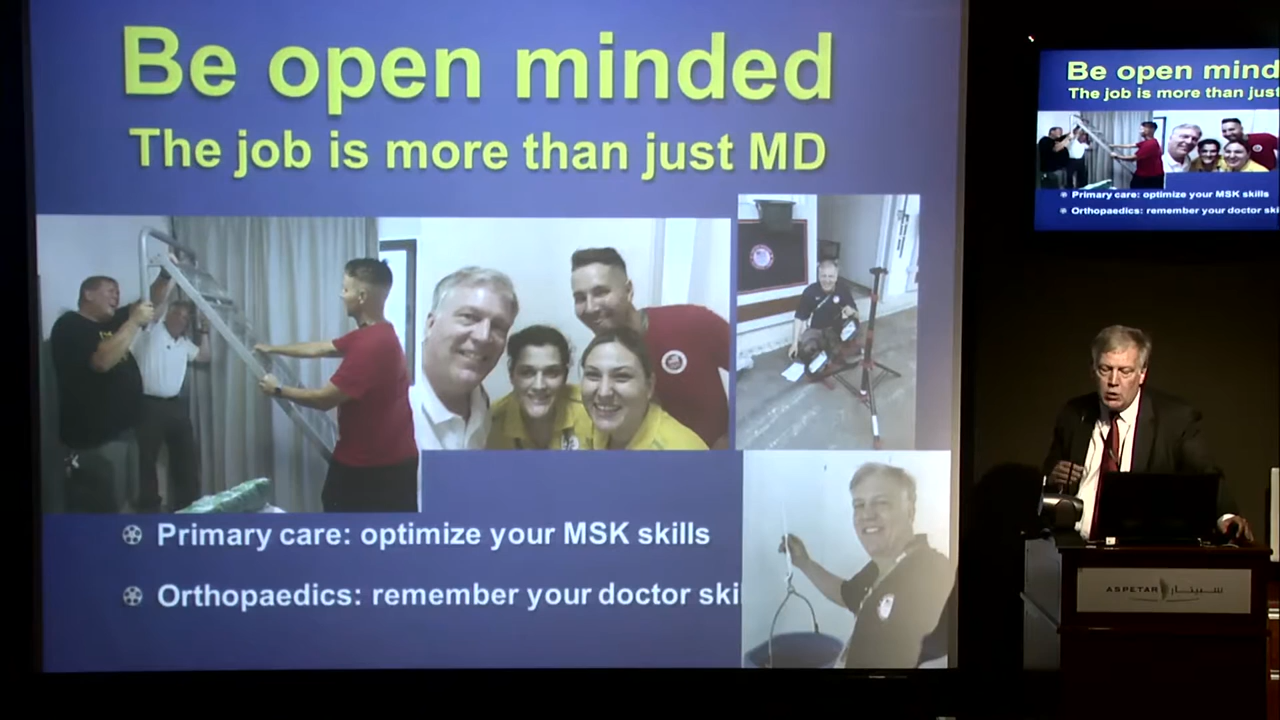 Be open minded
The job is more than just MD
Primary care: optimize your MSK skills
Orthopaedics: remember your doctor ski
Be open mind
The job is more than just
Primary care: optimize your MSK skills
Orthopaedics: remember your doctor ski
ASPETAR سبيتار